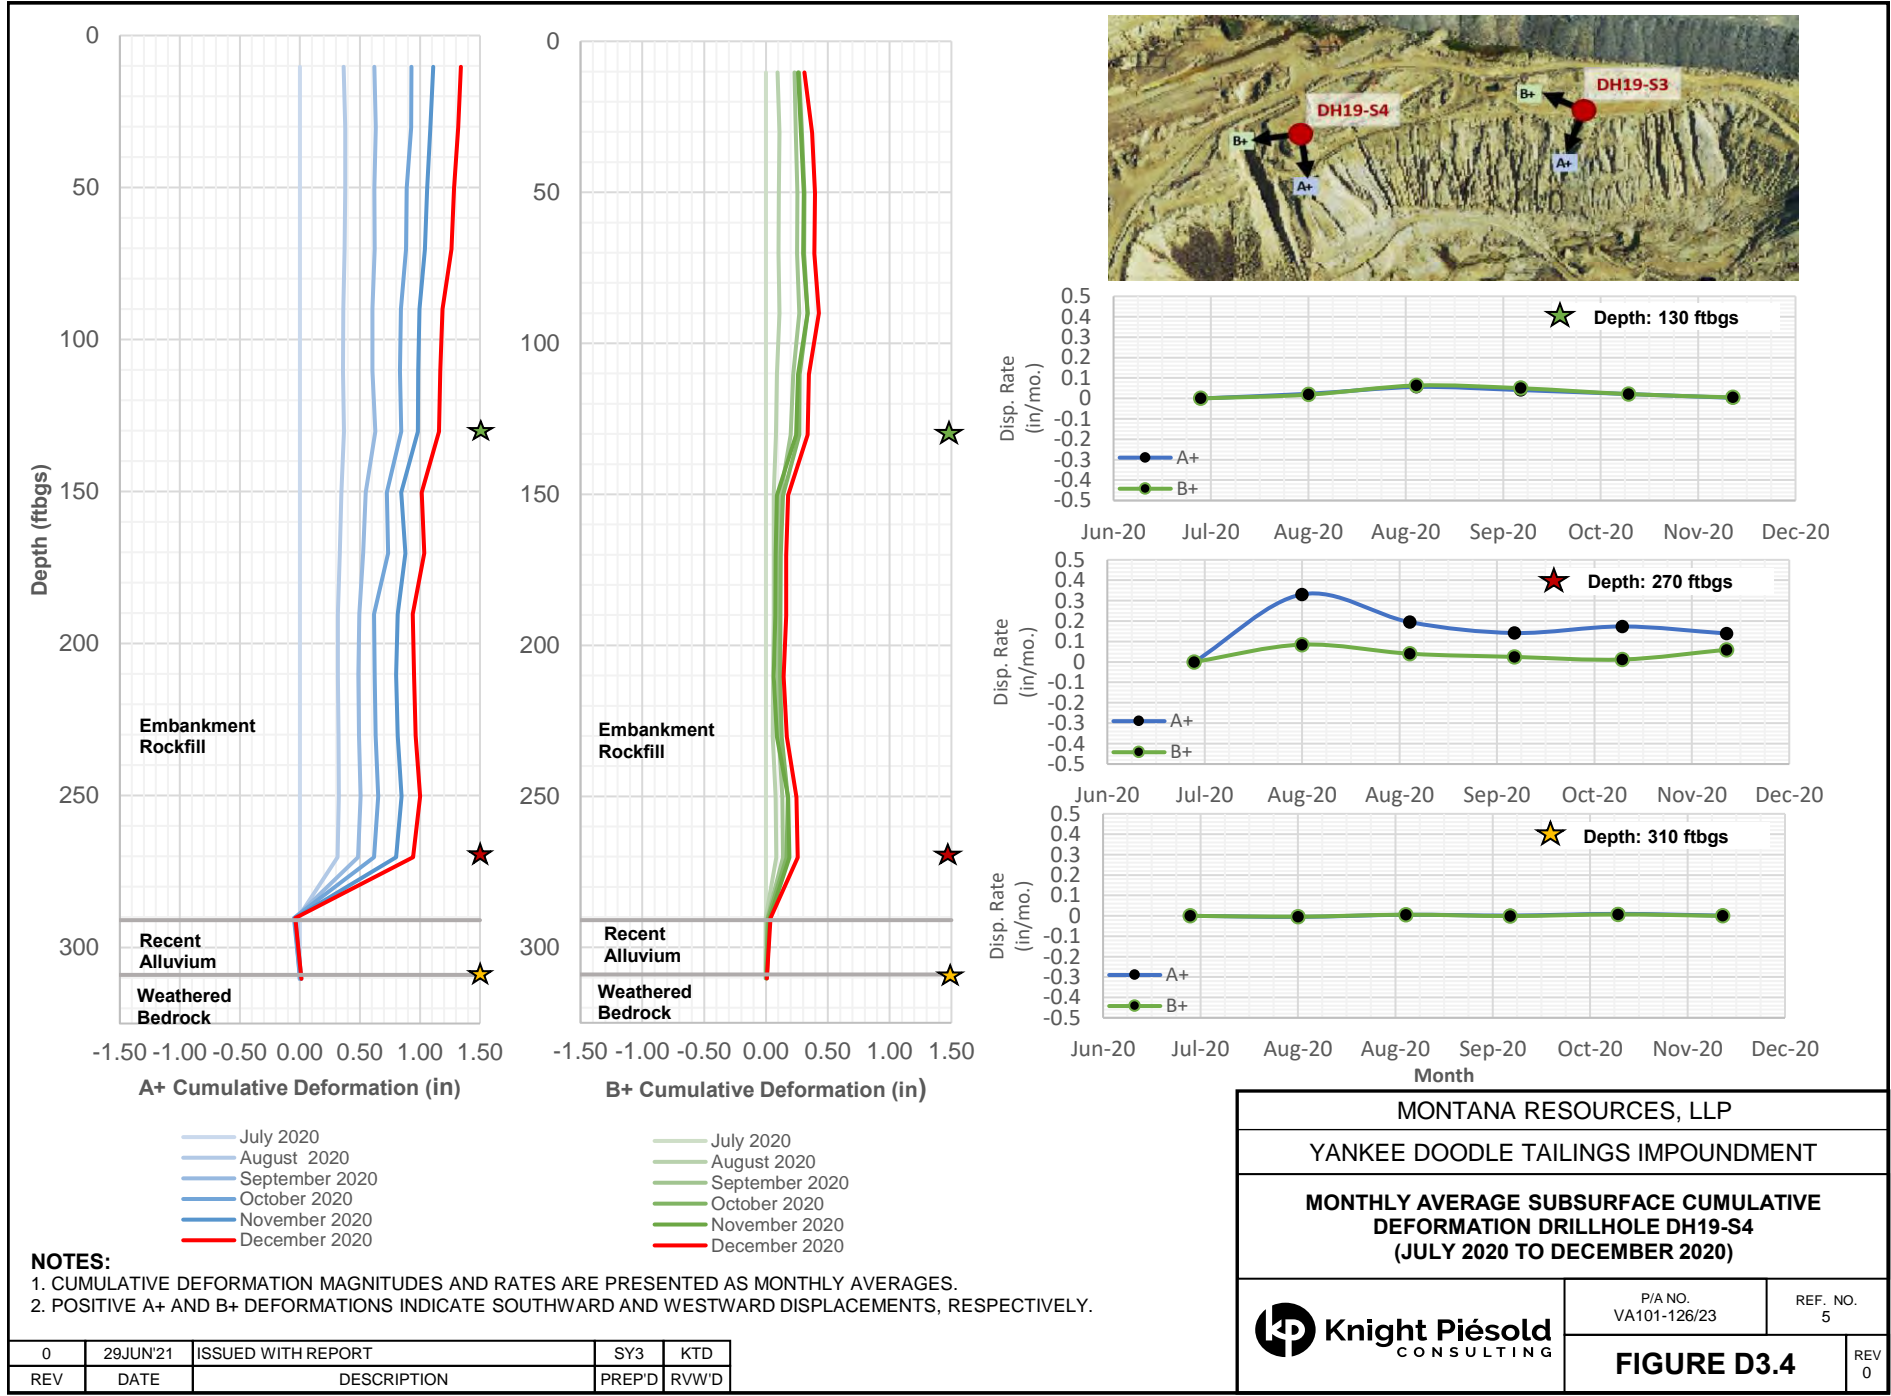 0
50
100
150
200
250
300
Depth (ftbgs)
Embankment
Rockfill
Recent
Alluvium
Weathered
Bedrock
-1.50 -1.00 -0.50 0.00 0.50 1.00 1.50
A+ Cumulative Deformation (in)
July 2020
August 2020
September 2020
October 2020
November 2020
December 2020
0
50
100
150
200
250
300
Embankment
Rockfill
Recent
Alluvium
Weathered
Bedrock
-1.50 -1.00 -0.50 0.00 0.50 1.00 1.50
B+ Cumulative Deformation (in)
July 2020
August 2020
September 2020
October 2020
November 2020
December 2020
DH19-S4
B+
A+
DH19-S3
B+
A+
0.5
0.4
0.3
0.2
0.1
0
-0.1
-0.2
-0.3
-0.4
-0.5
Disp. Rate
(in/mo.)
Depth: 130 ftbgs
A+
B+
Jun-20 Jul-20 Aug-20 Aug-20 Sep-20 Oct-20 Nov-20 Dec-20
0.5
0.4
0.3
0.2
0.1
0
-0.1
-0.2
-0.3
-0.4
-0.5
Disp. Rate
(in/mo.)
Depth: 270 ftbgs
A+
B+
Jun-20 Jul-20 Aug-20 Aug-20 Sep-20 Oct-20 Nov-20 Dec-20
0.5
0.4
0.3
0.2
0.1
0
-0.1
-0.2
-0.3
-0.4
-0.5
Disp. Rate
(in/mo.)
Depth: 310 ftbgs
A+
B+
Jun-20 Jul-20 Aug-20 Aug-20 Sep-20 Oct-20 Nov-20 Dec-20
Month
NOTES:
1. CUMULATIVE DEFORMATION MAGNITUDES AND RATES ARE PRESENTED AS MONTHLY AVERAGES.
2. POSITIVE A+ AND B+ DEFORMATIONS INDICATE SOUTHWARD AND WESTWARD DISPLACEMENTS, RESPECTIVELY.
0 29JUN'21 ISSUED WITH REPORT SY3 KTD
REV DATE DESCRIPTION PREP'D RVW'D
MONTANA RESOURCES, LLP
YANKEE DOODLE TAILINGS IMPOUNDMENT
MONTHLY AVERAGE SUBSURFACE CUMULATIVE
DEFORMATION DRILLHOLE DH19-S4
(JULY 2020 TO DECEMBER 2020)
kp Knight Piésold
CONSULTING
P/A NO.
VA101-126/23
REF. NO.
5
FIGURE D3.4
REV
0